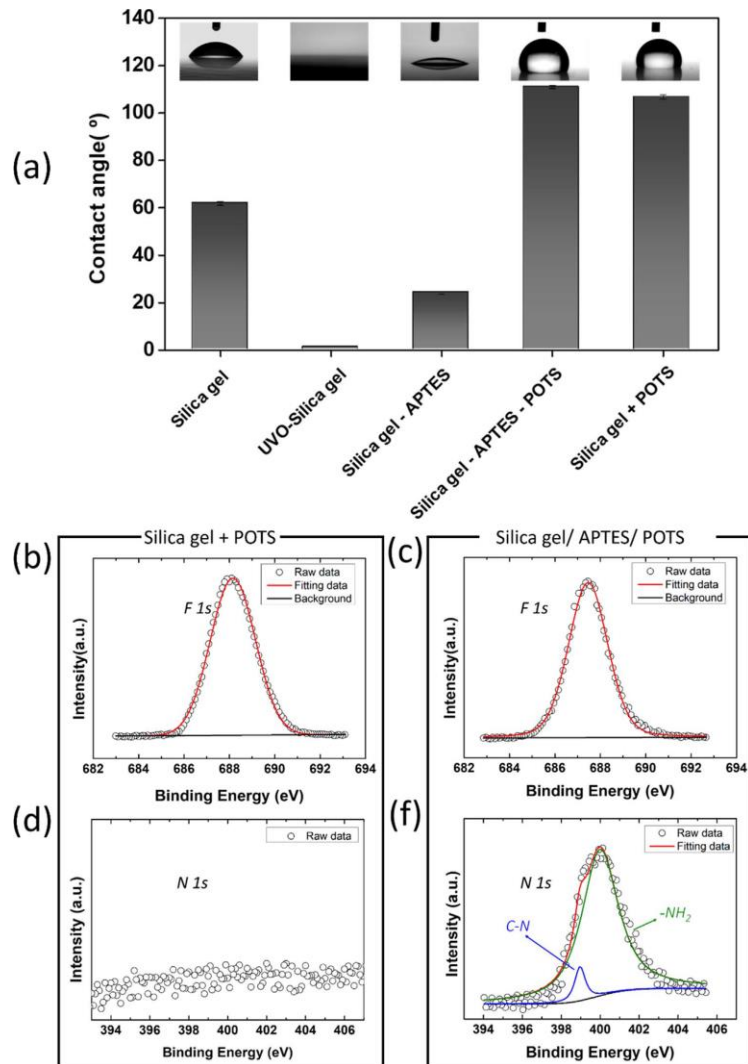 (a)
Contact angle( º)
140
120
100
80
60
40
20
0
Silica gel
UVO-Silica gel
Silica gel - APTES
Silica gel - APTES - POTS
Silica gel + POTS
(b)
Silica gel + POTS
Raw data
Fitting data
Background
F 1s
Intensity(a.u.)
682 684 686 688 690 692 694
Binding Energy (eV)
(c)
Silica gel/ APTES/ POTS
Raw data
Fitting data
Background
F 1s
Intensity(a.u.)
682 684 686 688 690 692 694
Binding Energy (eV)
(d)
Raw data
N 1s
Intensity (a.u.)
394 396 398 400 402 404 406
Binding Energy (eV)
(f)
Raw data
Fitting data
N 1s
C-N
-NH2
Intensity (a.u.)
394 396 398 400 402 404 406
Binding Energy (eV)